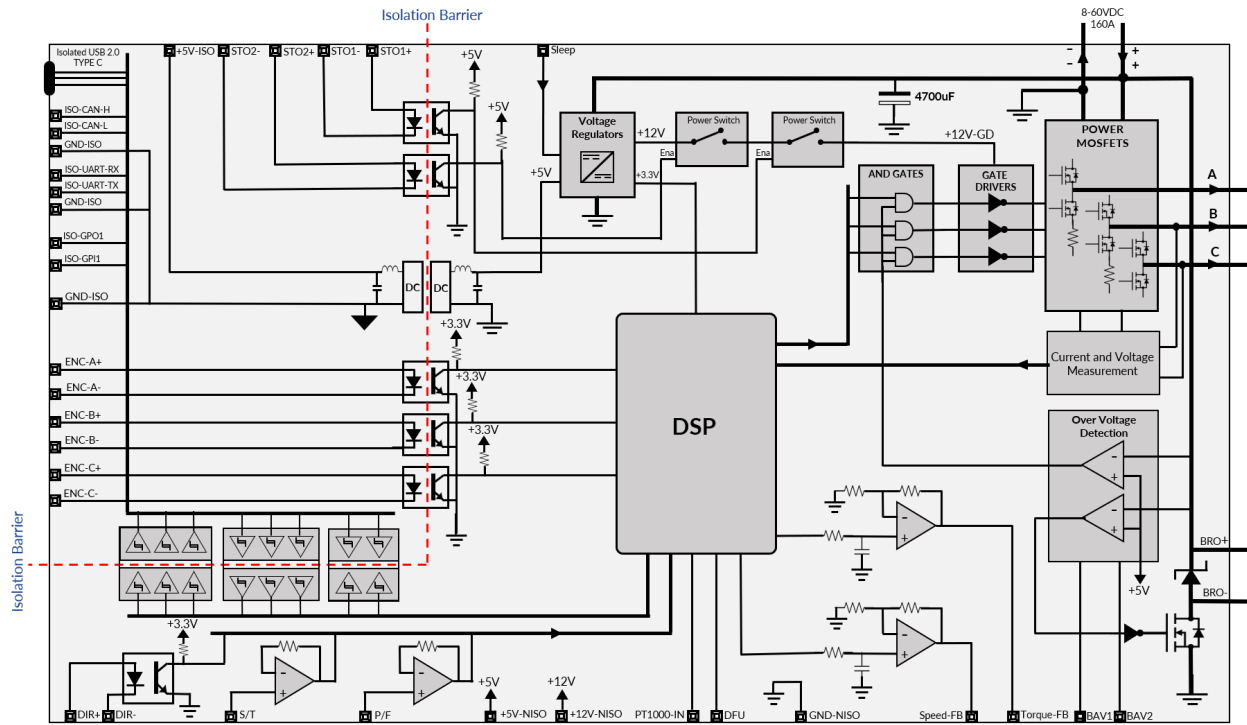 Isolation Barrier
8-60VDC
160A
Isolated USB 2.0
TYPE C
+5V-ISO
STO2-
STO2+
STO1-
STO1+
Sleep
- +
- +
+5V
+5V
4700uF
ISO-CAN-H
ISO-CAN-L
GND-ISO
ISO-UART-RX
ISO-UART-TX
GND-ISO
ISO-GPO1
ISO-GPI1
GND-ISO
Voltage
Regulators
+12V
+5V
+3.3V
Power Switch
Ena
Power Switch
Ena
+12V-GD
AND GATES
GATE
DRIVERS
POWER
MOSFETS
A
B
C
DC
DC
+3.3V
+3.3V
+3.3V
ENC-A+
ENC-A-
ENC-B+
ENC-B-
ENC-C+
ENC-C-
DSP
Current and Voltage
Measurement
Over Voltage
Detection
-
+
-
+
+5V
-
+
-
+
BRO+
BRO-
Isolation Barrier
+3.3V
-
+
-
+
+5V
+12V
DIR+
DIR-
S/T
P/F
+5V-NISO
+12V-NISO
PT1000-IN
DFU
GND-NISO
Speed-FB
Torque-FB
BAV1
BAV2